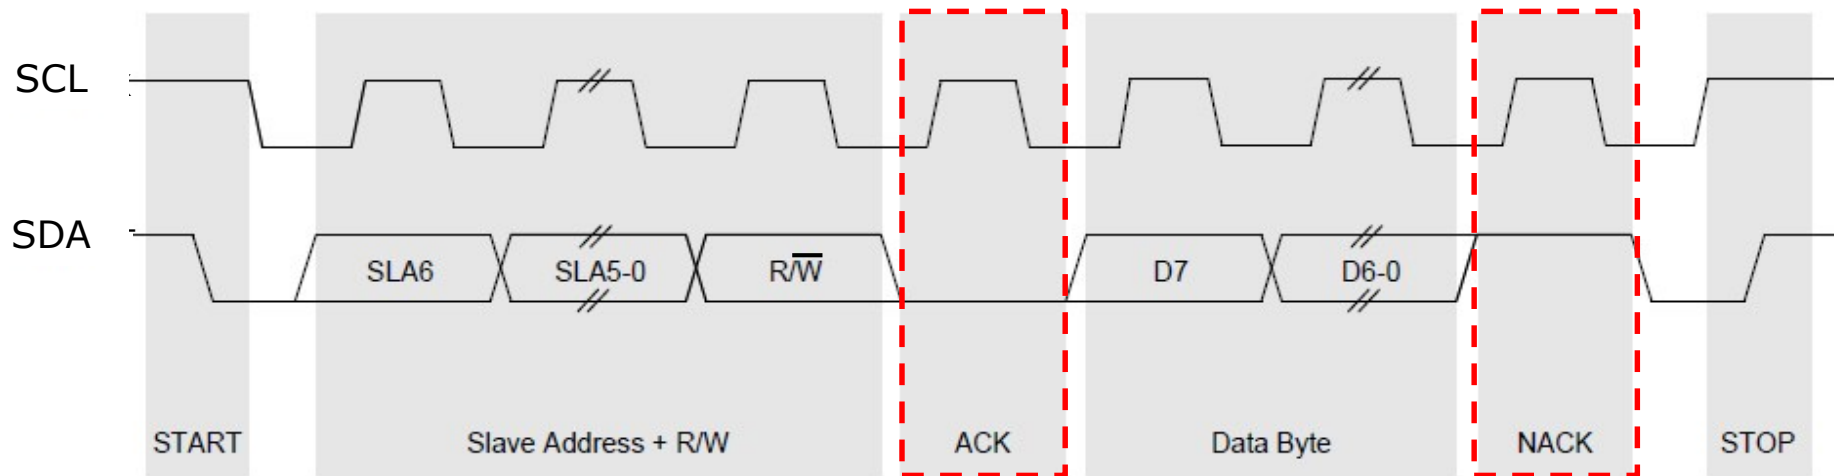 SCL
SDA
SLA6 SLA5-0 R/W̅ D7 D6-0
START Slave Address + R/W ACK Data Byte NACK STOP